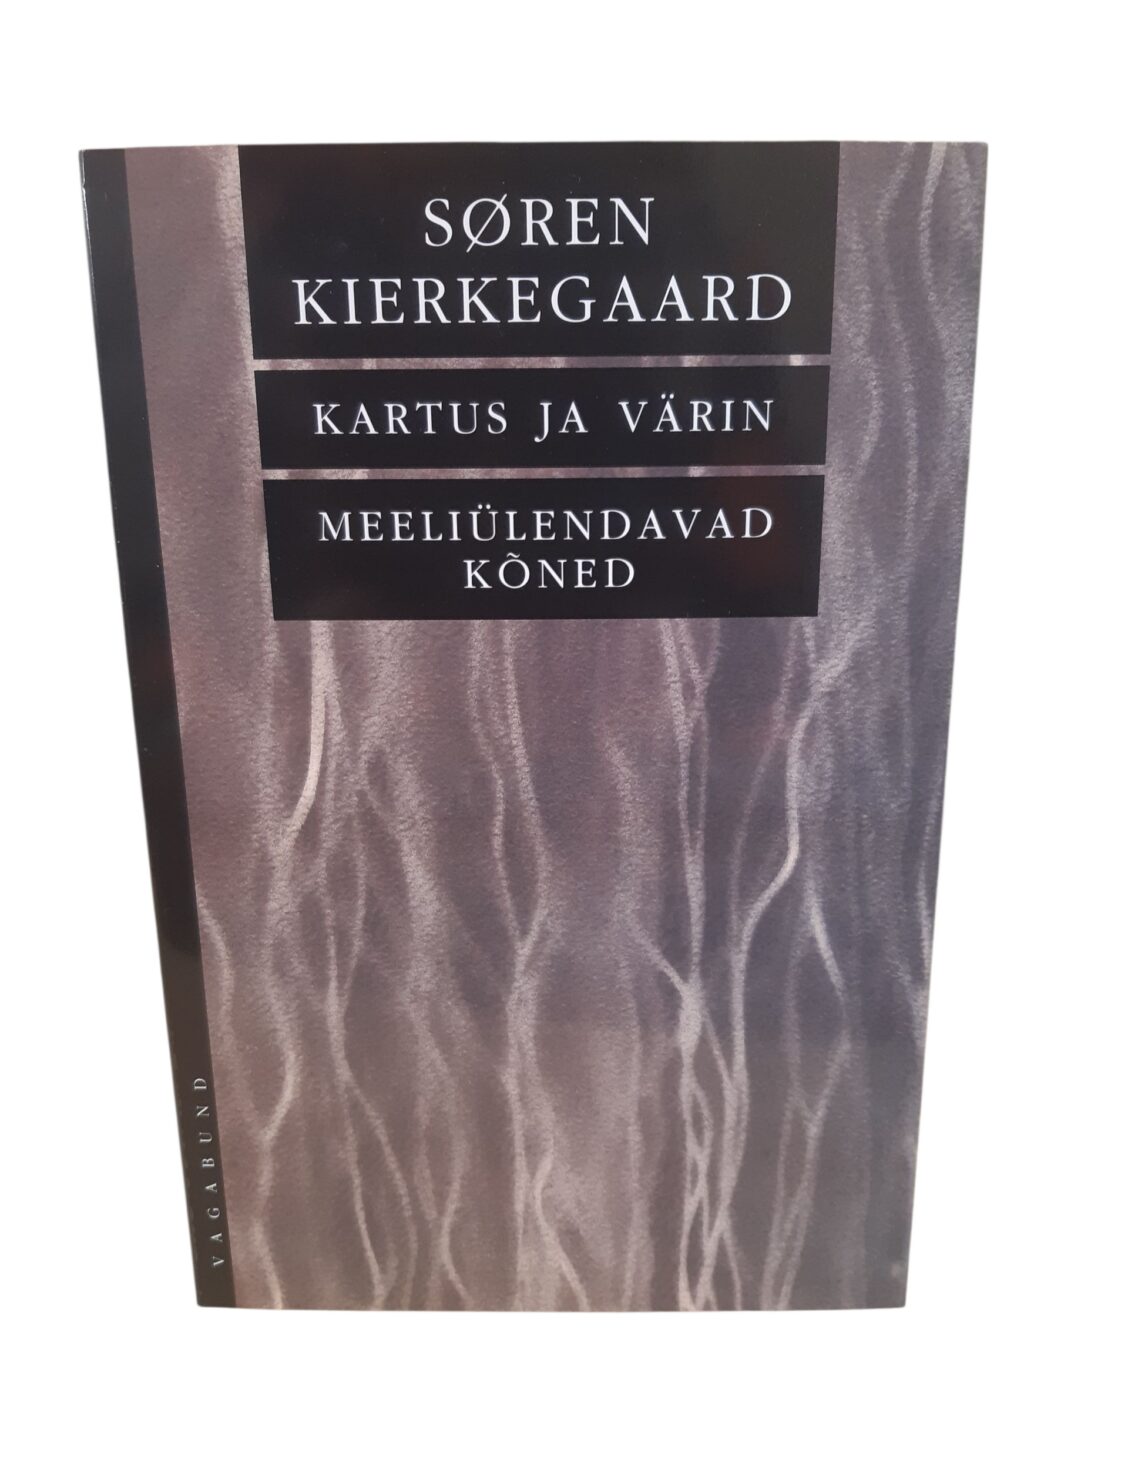 SØREN
KIERKEGAARD
KARTUS JA VÄRIN
MEELIÜLENDAVAD
KÕNED
VAGABUND